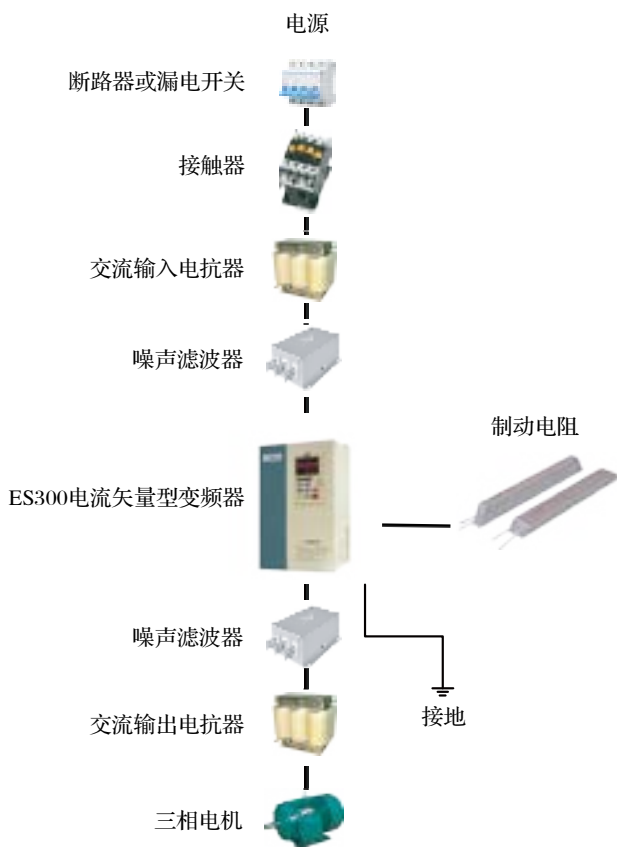 电源
断路器或漏电开关
接触器
交流输入电抗器
噪声滤波器
制动电阻
ES300电流矢量型变频器
噪声滤波器
接地
交流输出电抗器
三相电机